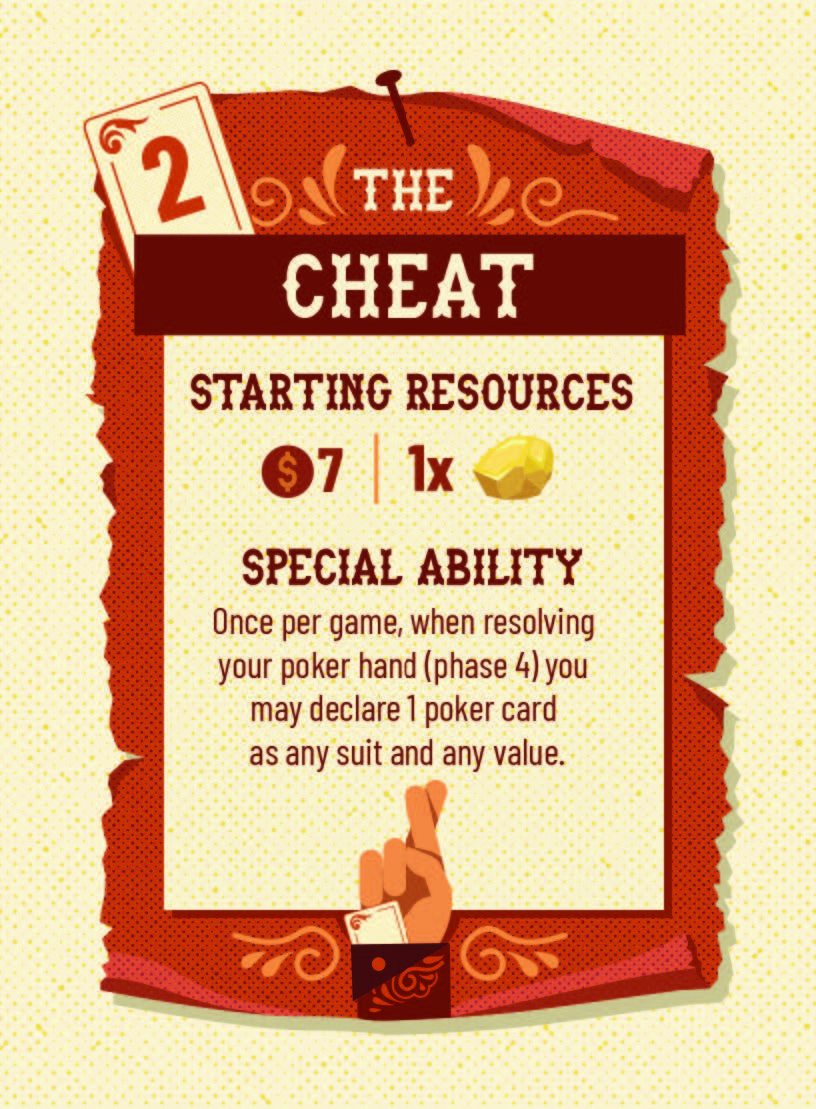 2
THE
CHEAT
STARTING RESOURCES
$7 | 1x
SPECIAL ABILITY
Once per game, when resolving
your poker hand (phase 4) you
may declare 1 poker card
as any suit and any value.